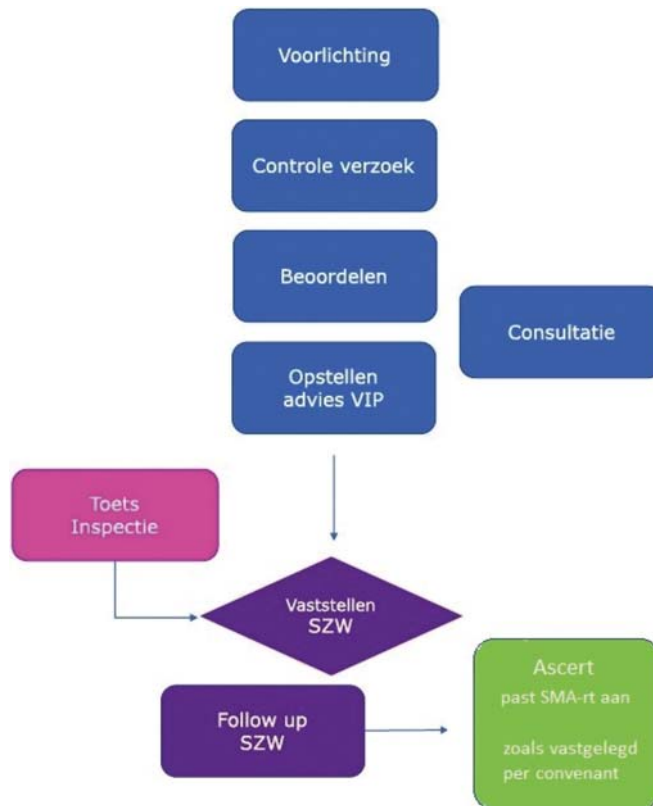 Voorlichting
Controle verzoek
Beoordelen
Consultatie
Opstellen
advies VIP
Toets
Inspectie
Vaststellen
SZW
Follow up
SZW
Ascert
past SMA-rt aan
zoals vastgelegd
per convenant